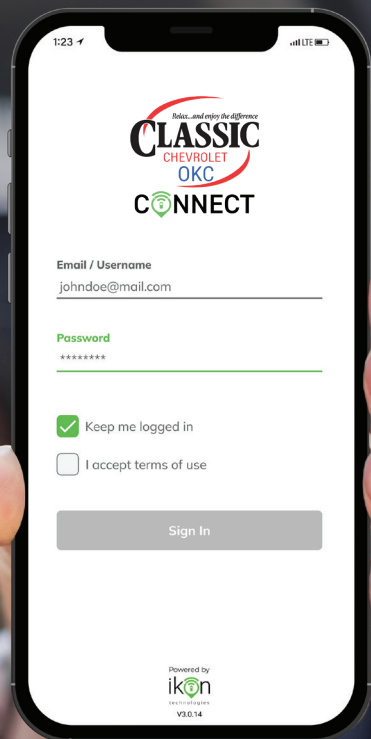 1:23
LTE
Relax...and enjoy the difference
CLASSIC
CHEVROLET
OKC
CONNECT
Email / Username
johndoe@mail.com
Password
********
Keep me logged in
I accept terms of use
Sign In
Powered by
ikon
technologies
V3.0.14